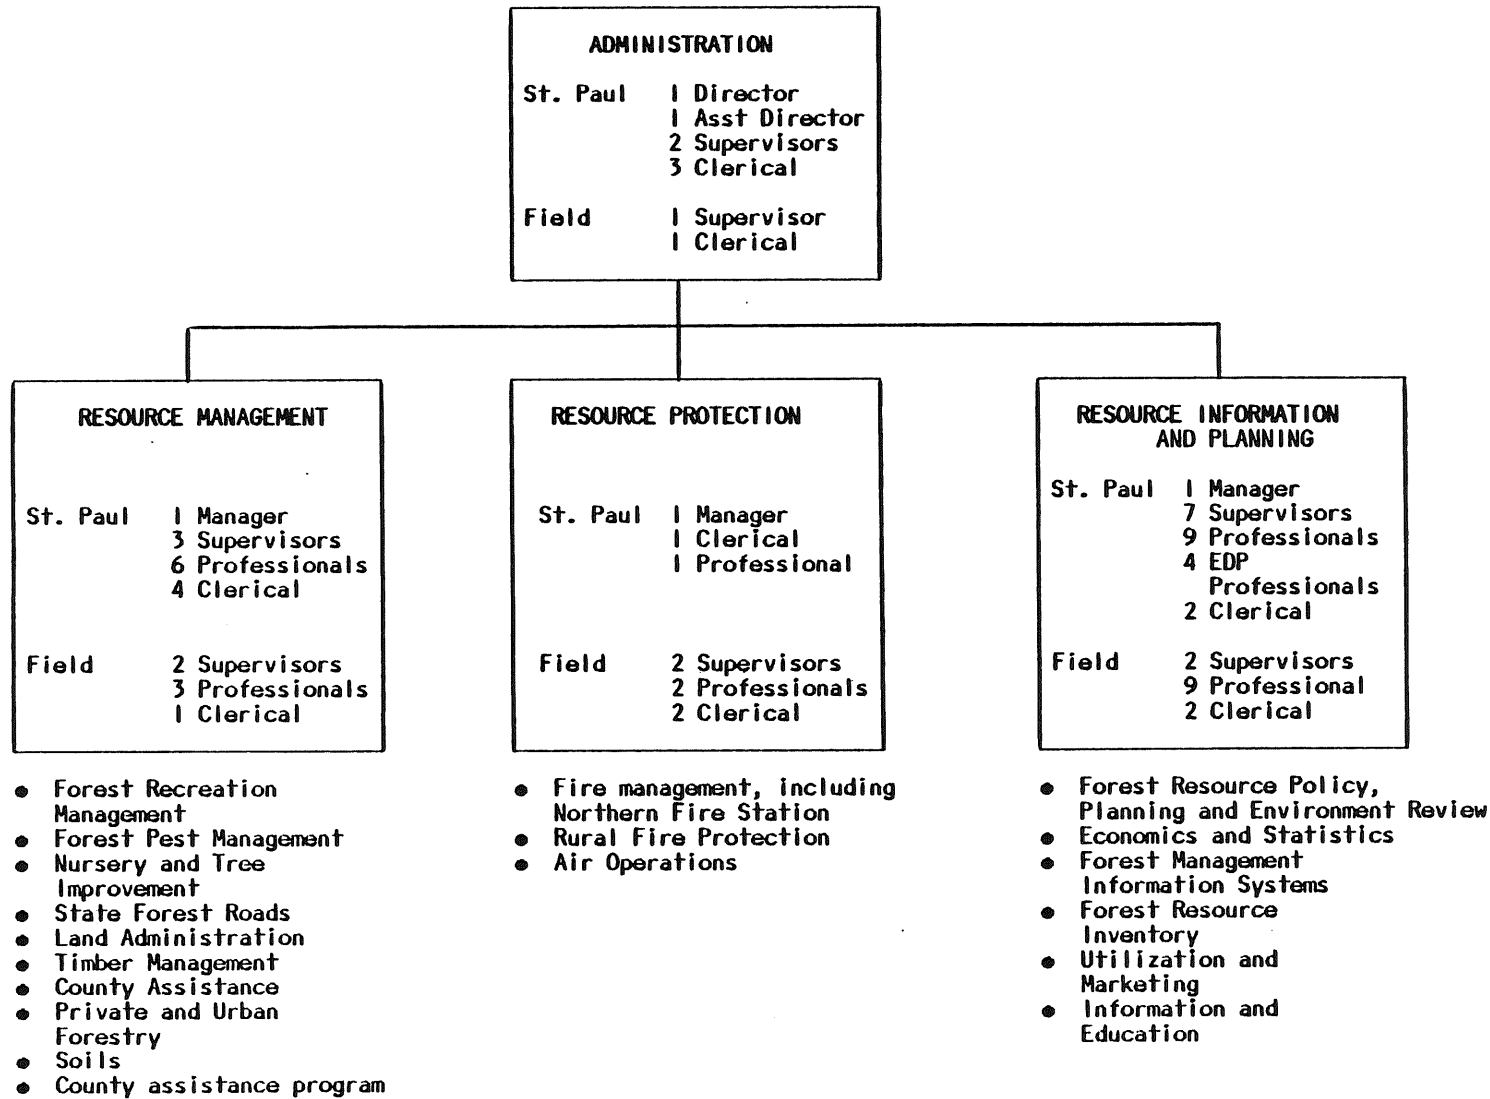 ADMINISTRATION
St. Paul 1 Director
1 Asst Director
2 Supervisors
3 Clerical
Field 1 Supervisor
1 Clerical
RESOURCE MANAGEMENT
St. Paul 1 Manager
3 Supervisors
6 Professionals
4 Clerical
Field 2 Supervisors
3 Professionals
1 Clerical
● Forest Recreation
Management
● Forest Pest Management
● Nursery and Tree
Improvement
● State Forest Roads
● Land Administration
● Timber Management
● County Assistance
● Private and Urban
Forestry
● Soils
● County assistance program
RESOURCE PROTECTION
St. Paul 1 Manager
1 Clerical
1 Professional
Field 2 Supervisors
2 Professionals
2 Clerical
● Fire management, including
Northern Fire Station
● Rural Fire Protection
● Air Operations
RESOURCE INFORMATION
AND PLANNING
St. Paul 1 Manager
7 Supervisors
9 Professionals
4 EDP
Professionals
2 Clerical
Field 2 Supervisors
9 Professional
2 Clerical
● Forest Resource Policy,
Planning and Environment Review
● Economics and Statistics
● Forest Management
Information Systems
● Forest Resource
Inventory
● Utilization and
Marketing
● Information and
Education